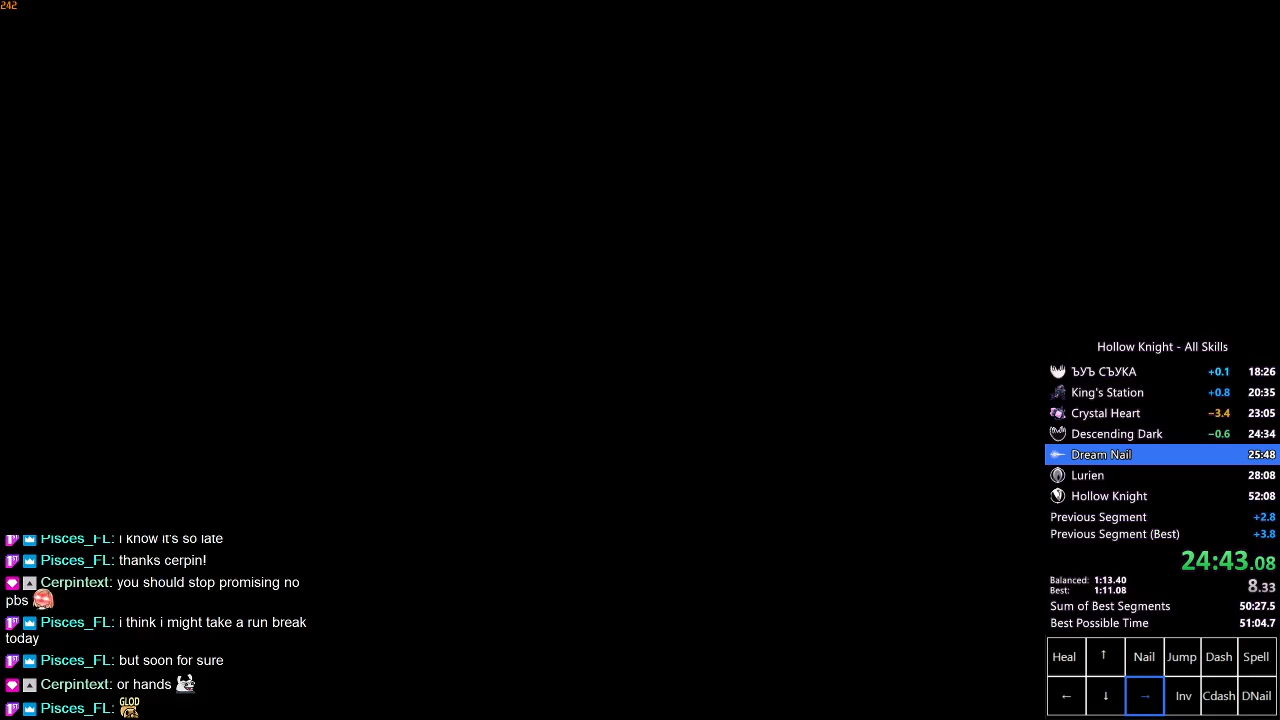 242
Hollow Knight - All Skills
ЪУЪ СЪУКА +0.1 18:26
King's Station +0.8 20:35
Crystal Heart −3.4 23:05
Descending Dark −0.6 24:34
Dream Nail 25:48
Lurien 28:08
Hollow Knight 52:08
Previous Segment +2.8
Previous Segment (Best) +3.8
24:43.08
Balanced: 1:13.40
Best: 1:11.08
8.33
Sum of Best Segments 50:27.5
Best Possible Time 51:04.7
Heal ↑ Nail Jump Dash Spell
← ↓ → Inv Cdash DNail
Pisces_FL: i know it's so late
Pisces_FL: thanks cerpin!
Cerpintext: you should stop promising no
pbs
Pisces_FL: i think i might take a run break
today
Pisces_FL: but soon for sure
Cerpintext: or hands
Pisces_FL: GLOD